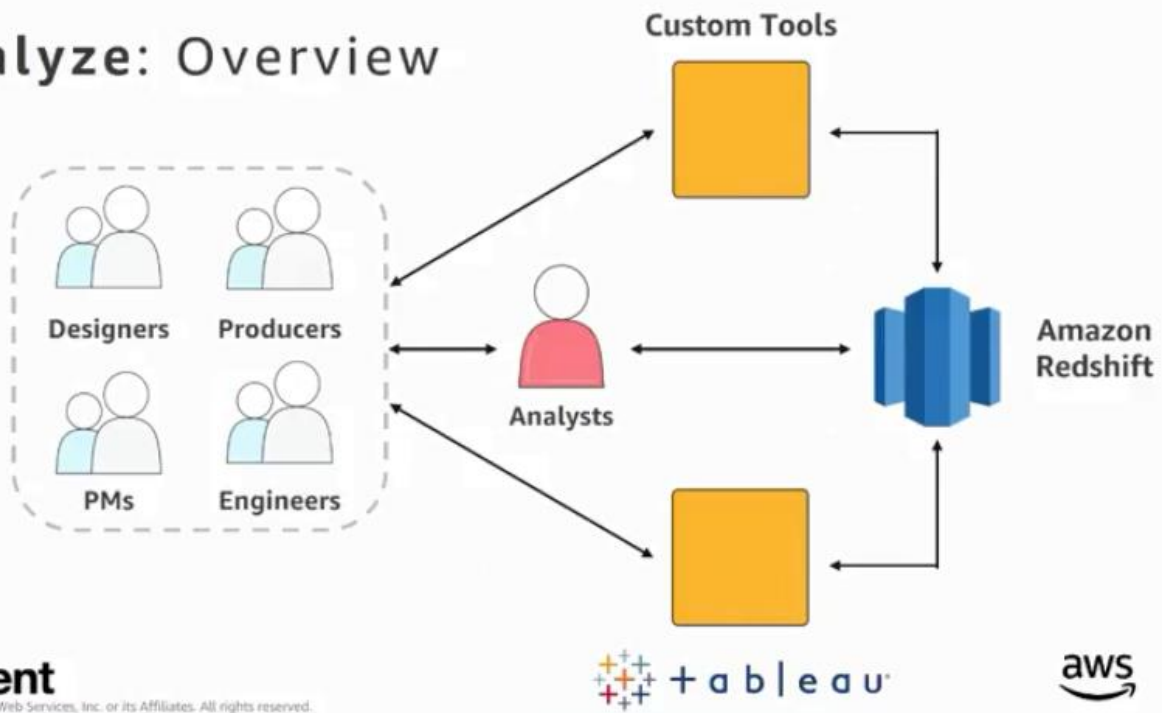 alyze: Overview
Custom Tools
Designers
Producers
Analysts
Amazon
Redshift
PMs
Engineers
ent
Web Services, Inc. or its Affiliates. All rights reserved.
+ a b l e a u
aws